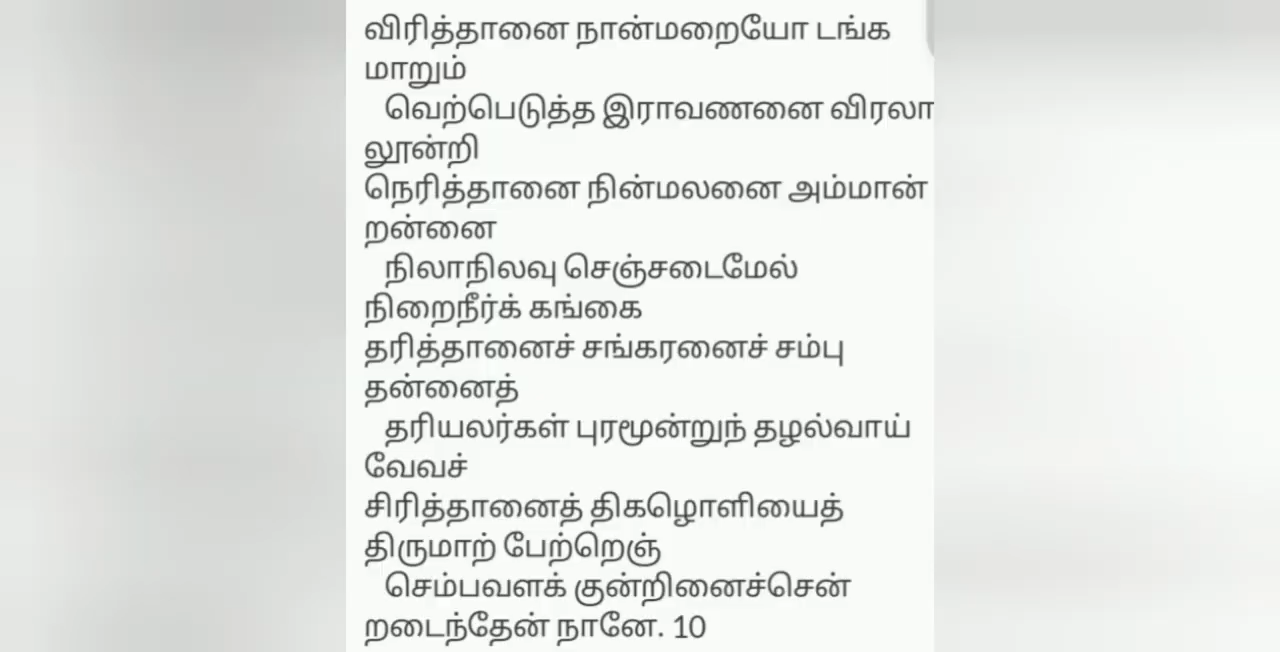 விரித்தானை நான்மறையோ டங்க
மாறும்
வெற்பெடுத்த இராவணனை விரலா
லூன்றி
நெரித்தானை நின்மலனை அம்மான்
றன்னை
நிலாநிலவு செஞ்சடைமேல்
நிறைநீர்க் கங்கை
தரித்தானைச் சங்கரனைச் சம்பு
தன்னைத்
தரியலர்கள் புரமூன்றுந் தழல்வாய்
வேவச்
சிரித்தானைத் திகழொளியைத்
திருமாற் பேற்றெஞ்
செம்பவளக் குன்றினைச்சென்
றடைந்தேன் நானே. 10